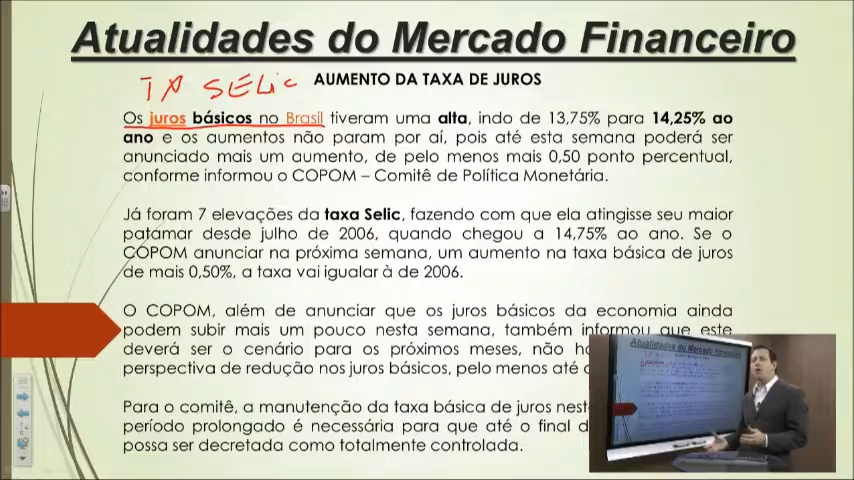 Atualidades do Mercado Financeiro
TX SELIC
AUMENTO DA TAXA DE JUROS
Os juros básicos no Brasil tiveram uma alta, indo de 13,75% para 14,25% ao
ano e os aumentos não param por aí, pois até esta semana poderá ser
anunciado mais um aumento, de pelo menos mais 0,50 ponto percentual,
conforme informou o COPOM – Comitê de Política Monetária.
Já foram 7 elevações da taxa Selic, fazendo com que ela atingisse seu maior
patamar desde julho de 2006, quando chegou a 14,75% ao ano. Se o
COPOM anunciar na próxima semana, um aumento na taxa básica de juros
de mais 0,50%, a taxa vai igualar à de 2006.
O COPOM, além de anunciar que os juros básicos da economia ainda
podem subir mais um pouco nesta semana, também informou que este
deverá ser o cenário para os próximos meses, não
perspectiva de redução nos juros básicos, pelo menos até
Para o comitê, a manutenção da taxa básica de juros
período prolongado é necessária para que até o final
possa ser decretada como totalmente controlada.
Atualidades do Mercado Financeiro